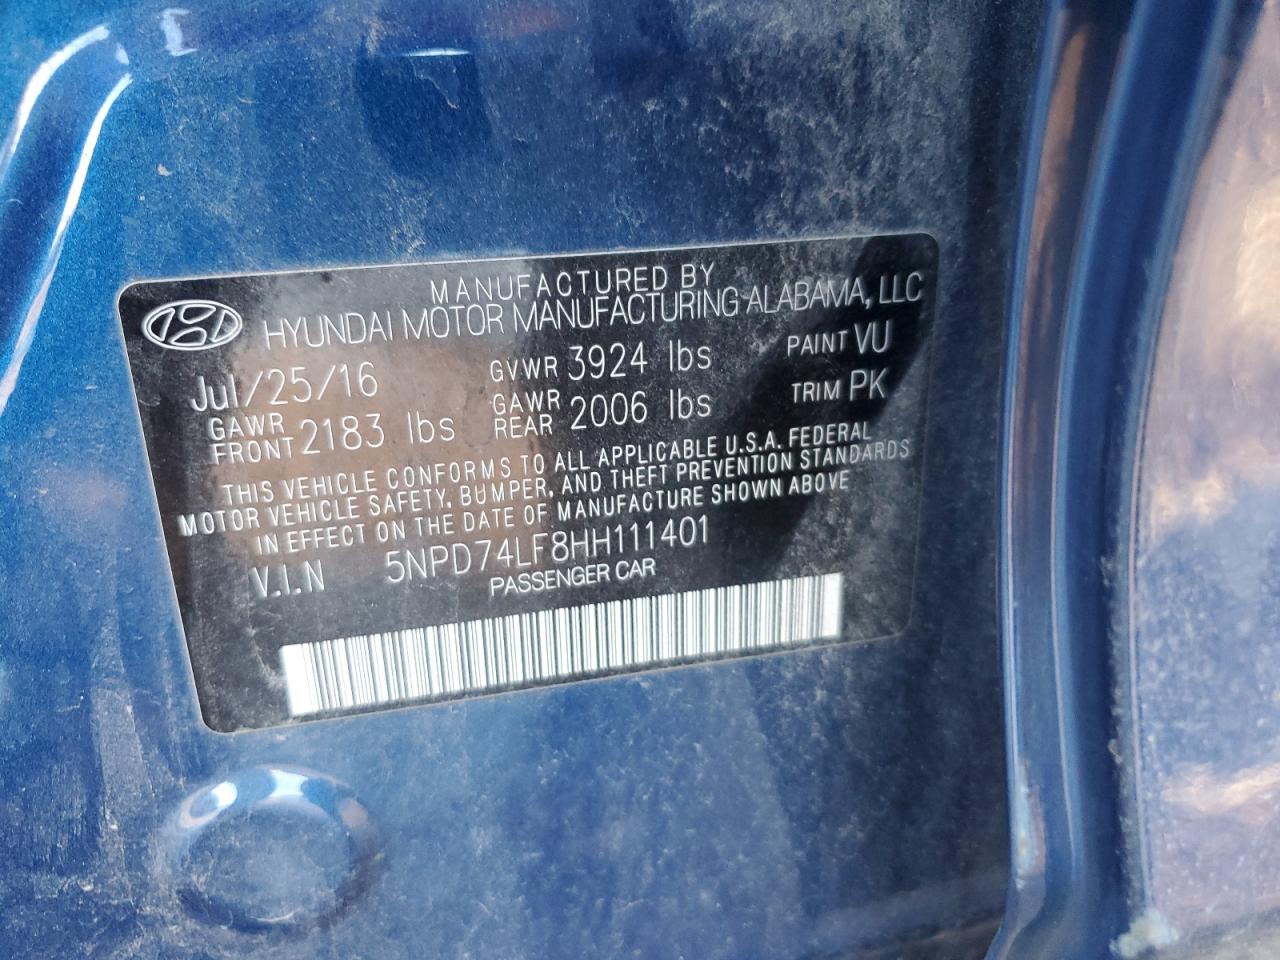 MANUFACTURED BY
HYUNDAI MOTOR MANUFACTURING ALABAMA, LLC
Jul/25/16 GVWR 3924 lbs PAINT VU
GAWR FRONT 2183 lbs GAWR REAR 2006 lbs TRIM PK
THIS VEHICLE CONFORMS TO ALL APPLICABLE U.S.A. FEDERAL
MOTOR VEHICLE SAFETY, BUMPER, AND THEFT PREVENTION STANDARDS
IN EFFECT ON THE DATE OF MANUFACTURE SHOWN ABOVE
V.I.N 5NPD74LF8HH111401
PASSENGER CAR